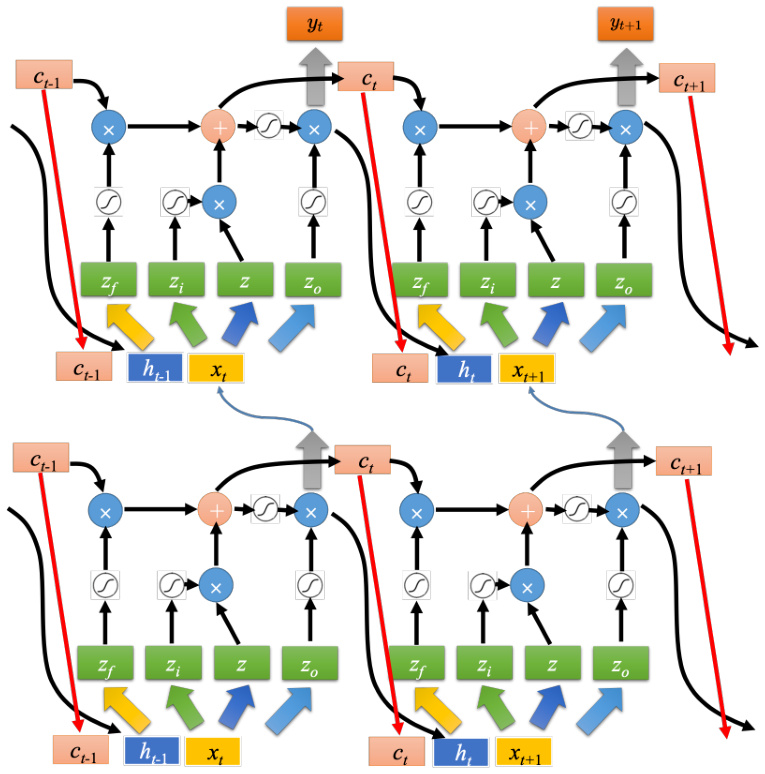 y_t y_{t+1}
c_{t-1} c_t c_{t+1}
× + × × + ×
× ×
z_f z_i z z_o z_f z_i z z_o
c_{t-1} h_{t-1} x_t c_t h_t x_{t+1}
c_{t-1} c_t c_{t+1}
× + × × + ×
× ×
z_f z_i z z_o z_f z_i z z_o
c_{t-1} h_{t-1} x_t c_t h_t x_{t+1}